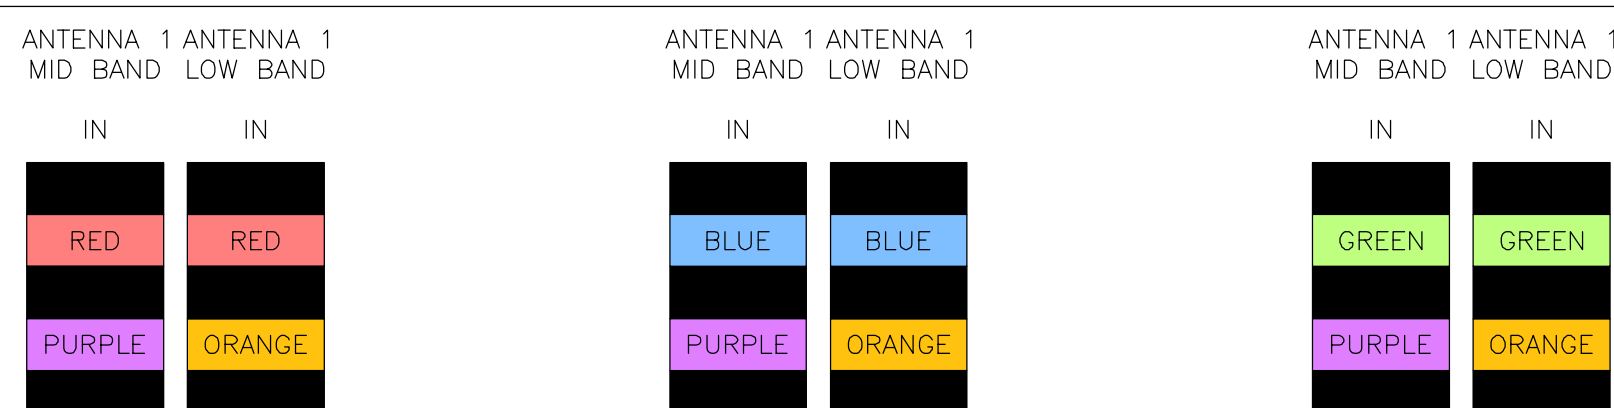 ANTENNA 1 ANTENNA 1 ANTENNA 1 ANTENNA 1 ANTENNA 1 ANTENNA 1
MID BAND LOW BAND MID BAND LOW BAND MID BAND LOW BAND
IN IN IN IN IN IN
RED RED BLUE BLUE GREEN GREEN
PURPLE ORANGE PURPLE ORANGE PURPLE ORANGE